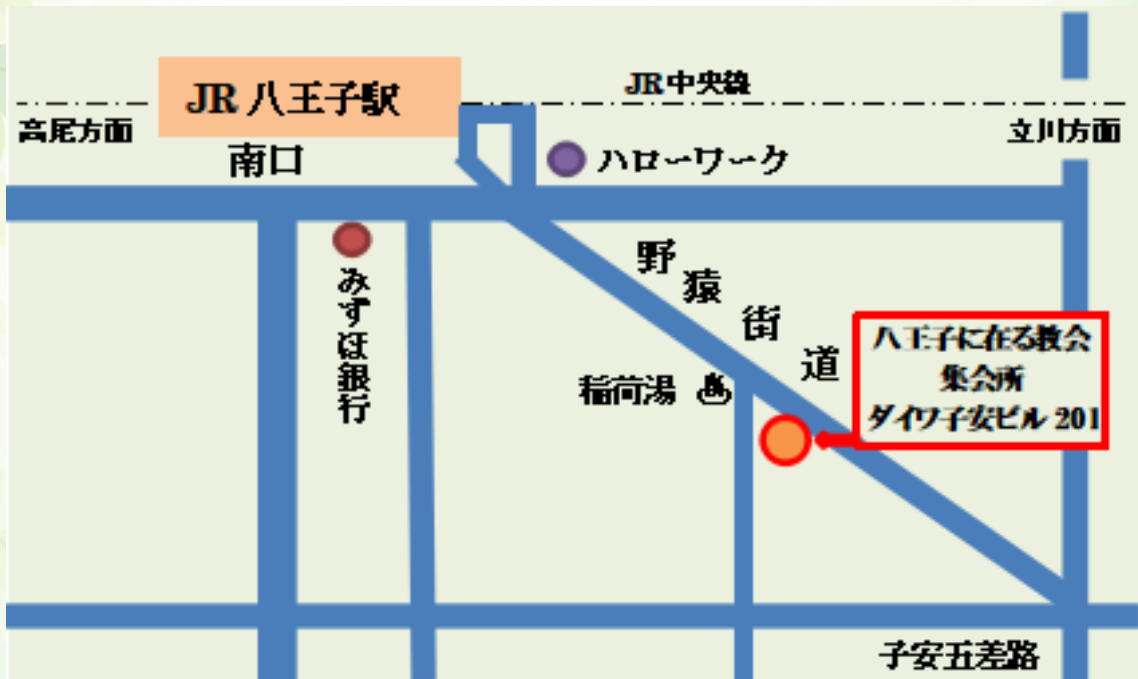 JR 八王子駅
JR 中央線
高尾方面
立川方面
南口
ハローワーク
みずほ銀行
野猿街道
八王子に在る教会
集会所
ダイワ子安ビル 201
稲荷湯
子安五差路